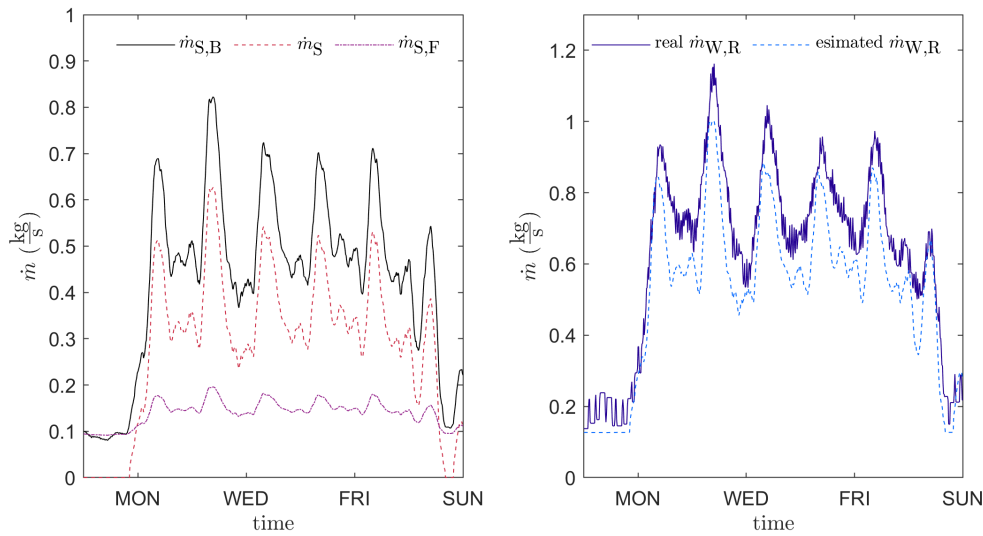 ṁS,B ṁS ṁS,F
1
0.9
0.8
0.7
0.6
0.5
0.4
0.3
0.2
0.1
0
ṁ (kg/s)
MON WED FRI SUN
time
real ṁW,R esimated ṁW,R
1.2
1
0.8
0.6
0.4
0.2
0
ṁ (kg/s)
MON WED FRI SUN
time